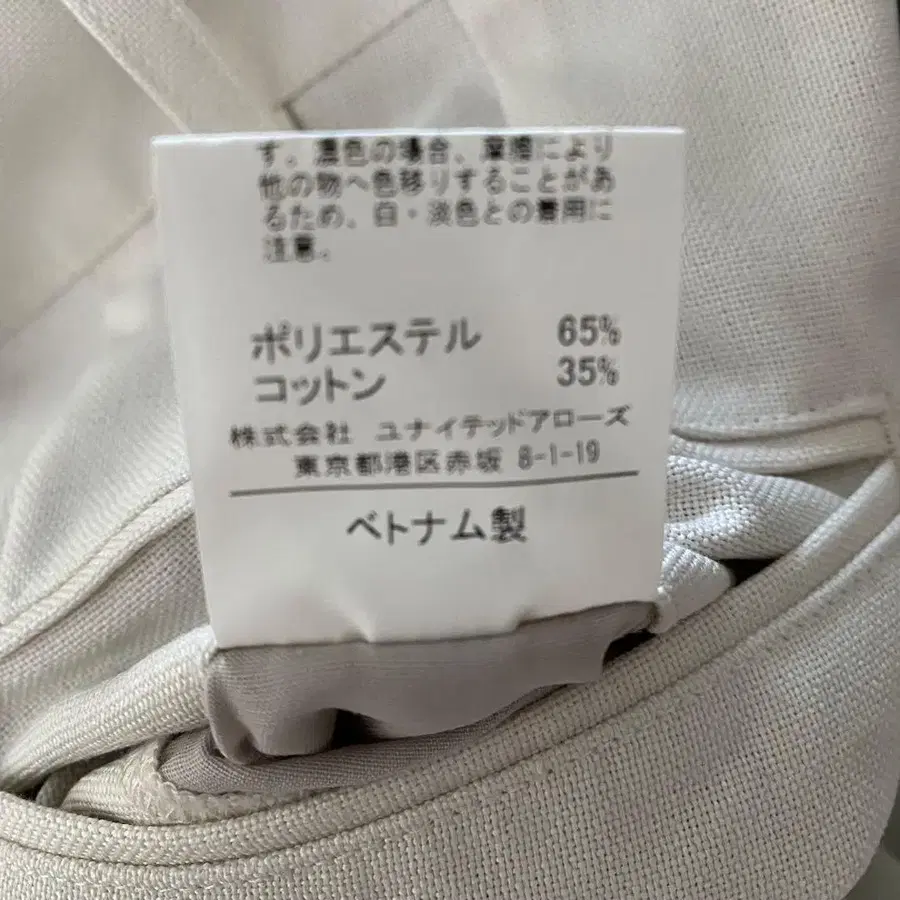 す。濃色の場合、摩擦により
他の物へ色移りすることがあ
るため、白・淡色との着用に
注意。
ポリエステル 65%
コットン 35%
株式会社 ユナイテッドアローズ
東京都港区赤坂 8-1-19
ベトナム製